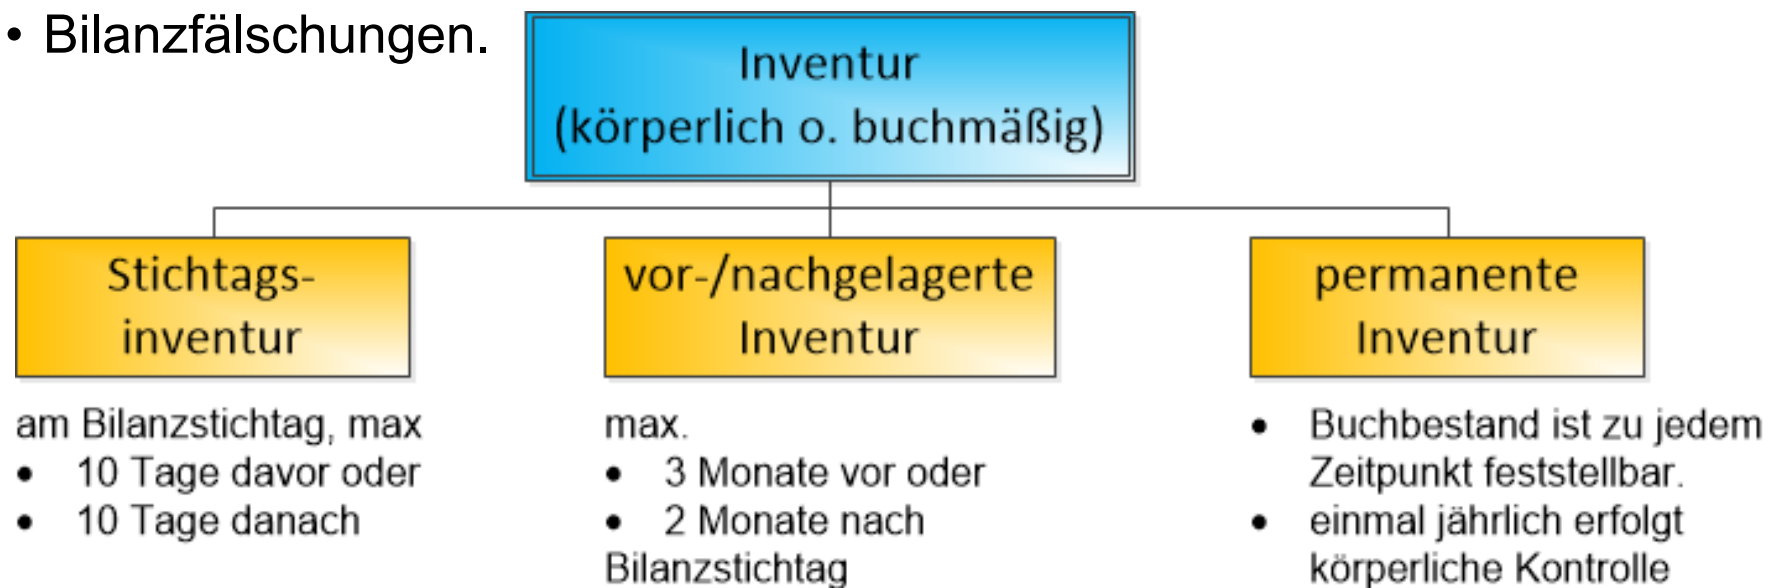 • Bilanzfälschungen.
Inventur
(körperlich o. buchmäßig)
Stichtags-
inventur
am Bilanzstichtag, max
• 10 Tage davor oder
• 10 Tage danach
vor-/nachgelagerte
Inventur
max.
• 3 Monate vor oder
• 2 Monate nach
Bilanzstichtag
permanente
Inventur
• Buchbestand ist zu jedem
Zeitpunkt feststellbar.
• einmal jährlich erfolgt
körperliche Kontrolle